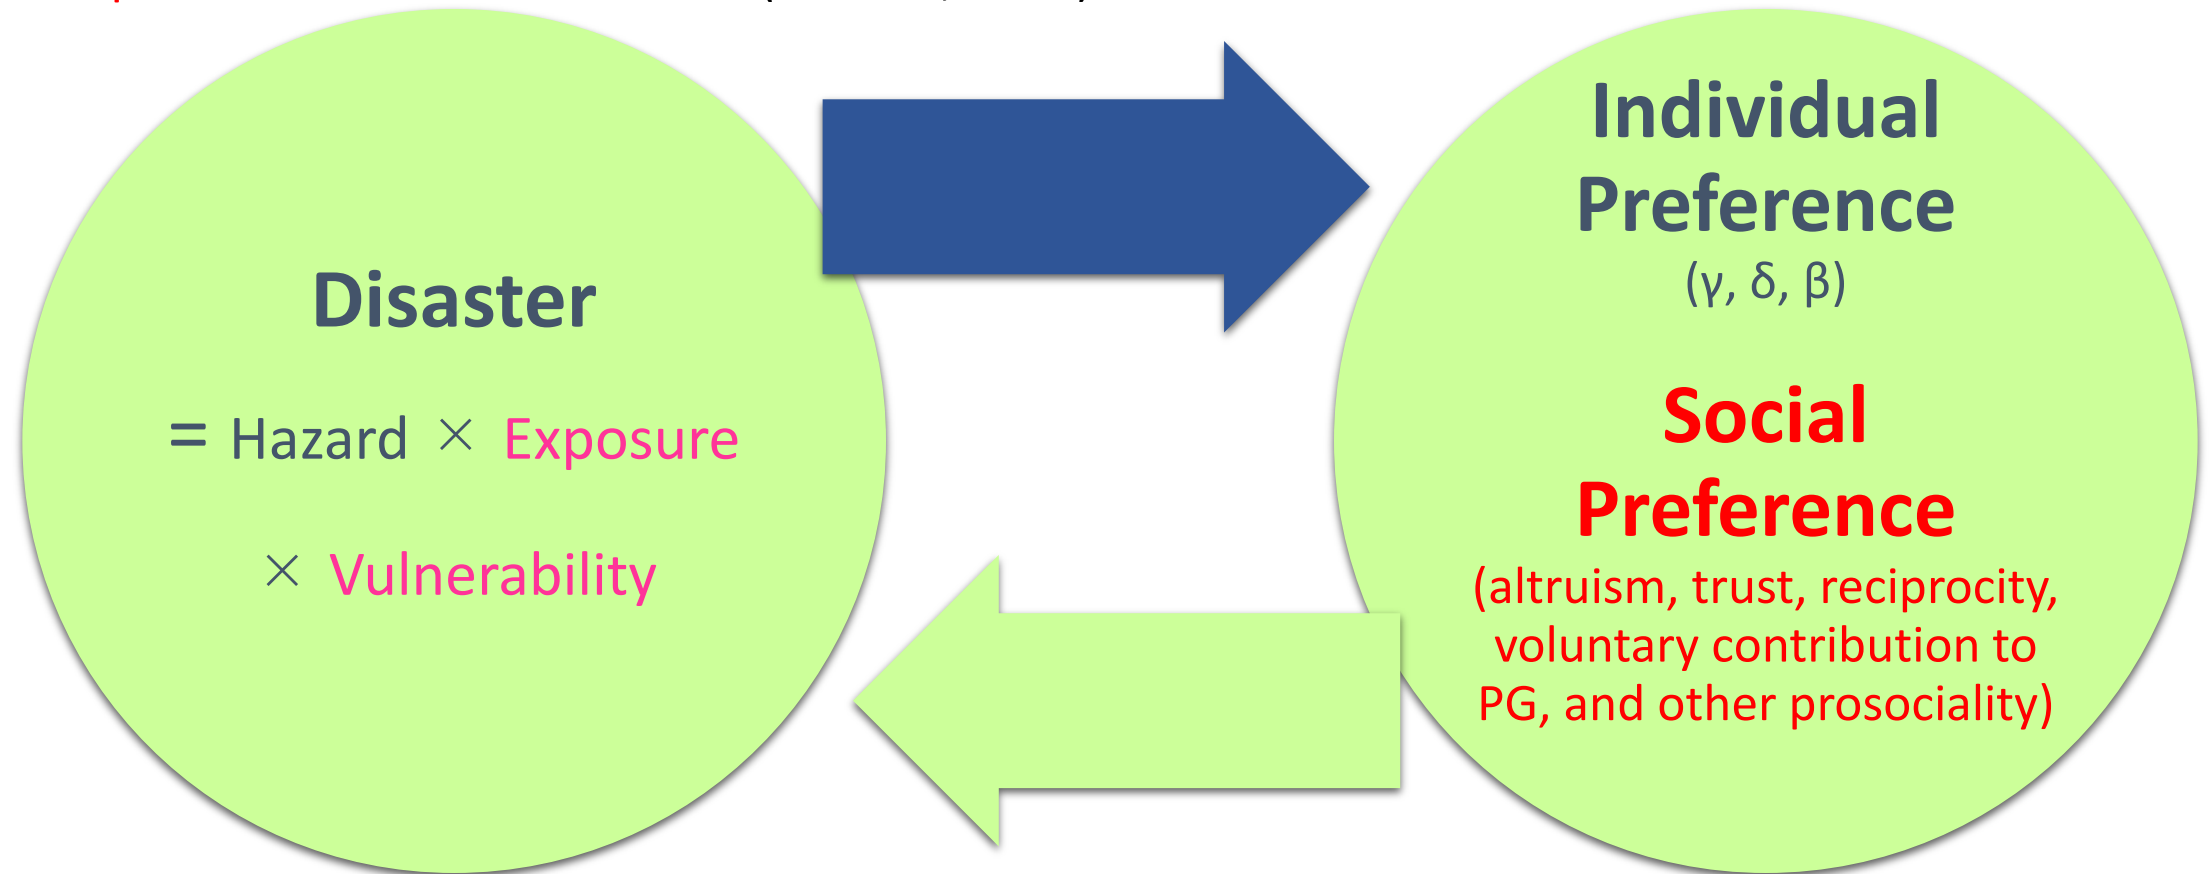 Disaster
= Hazard × Exposure
× Vulnerability
Individual
Preference
(γ, δ, β)
Social
Preference
(altruism, trust, reciprocity,
voluntary contribution to
PG, and other prosociality)